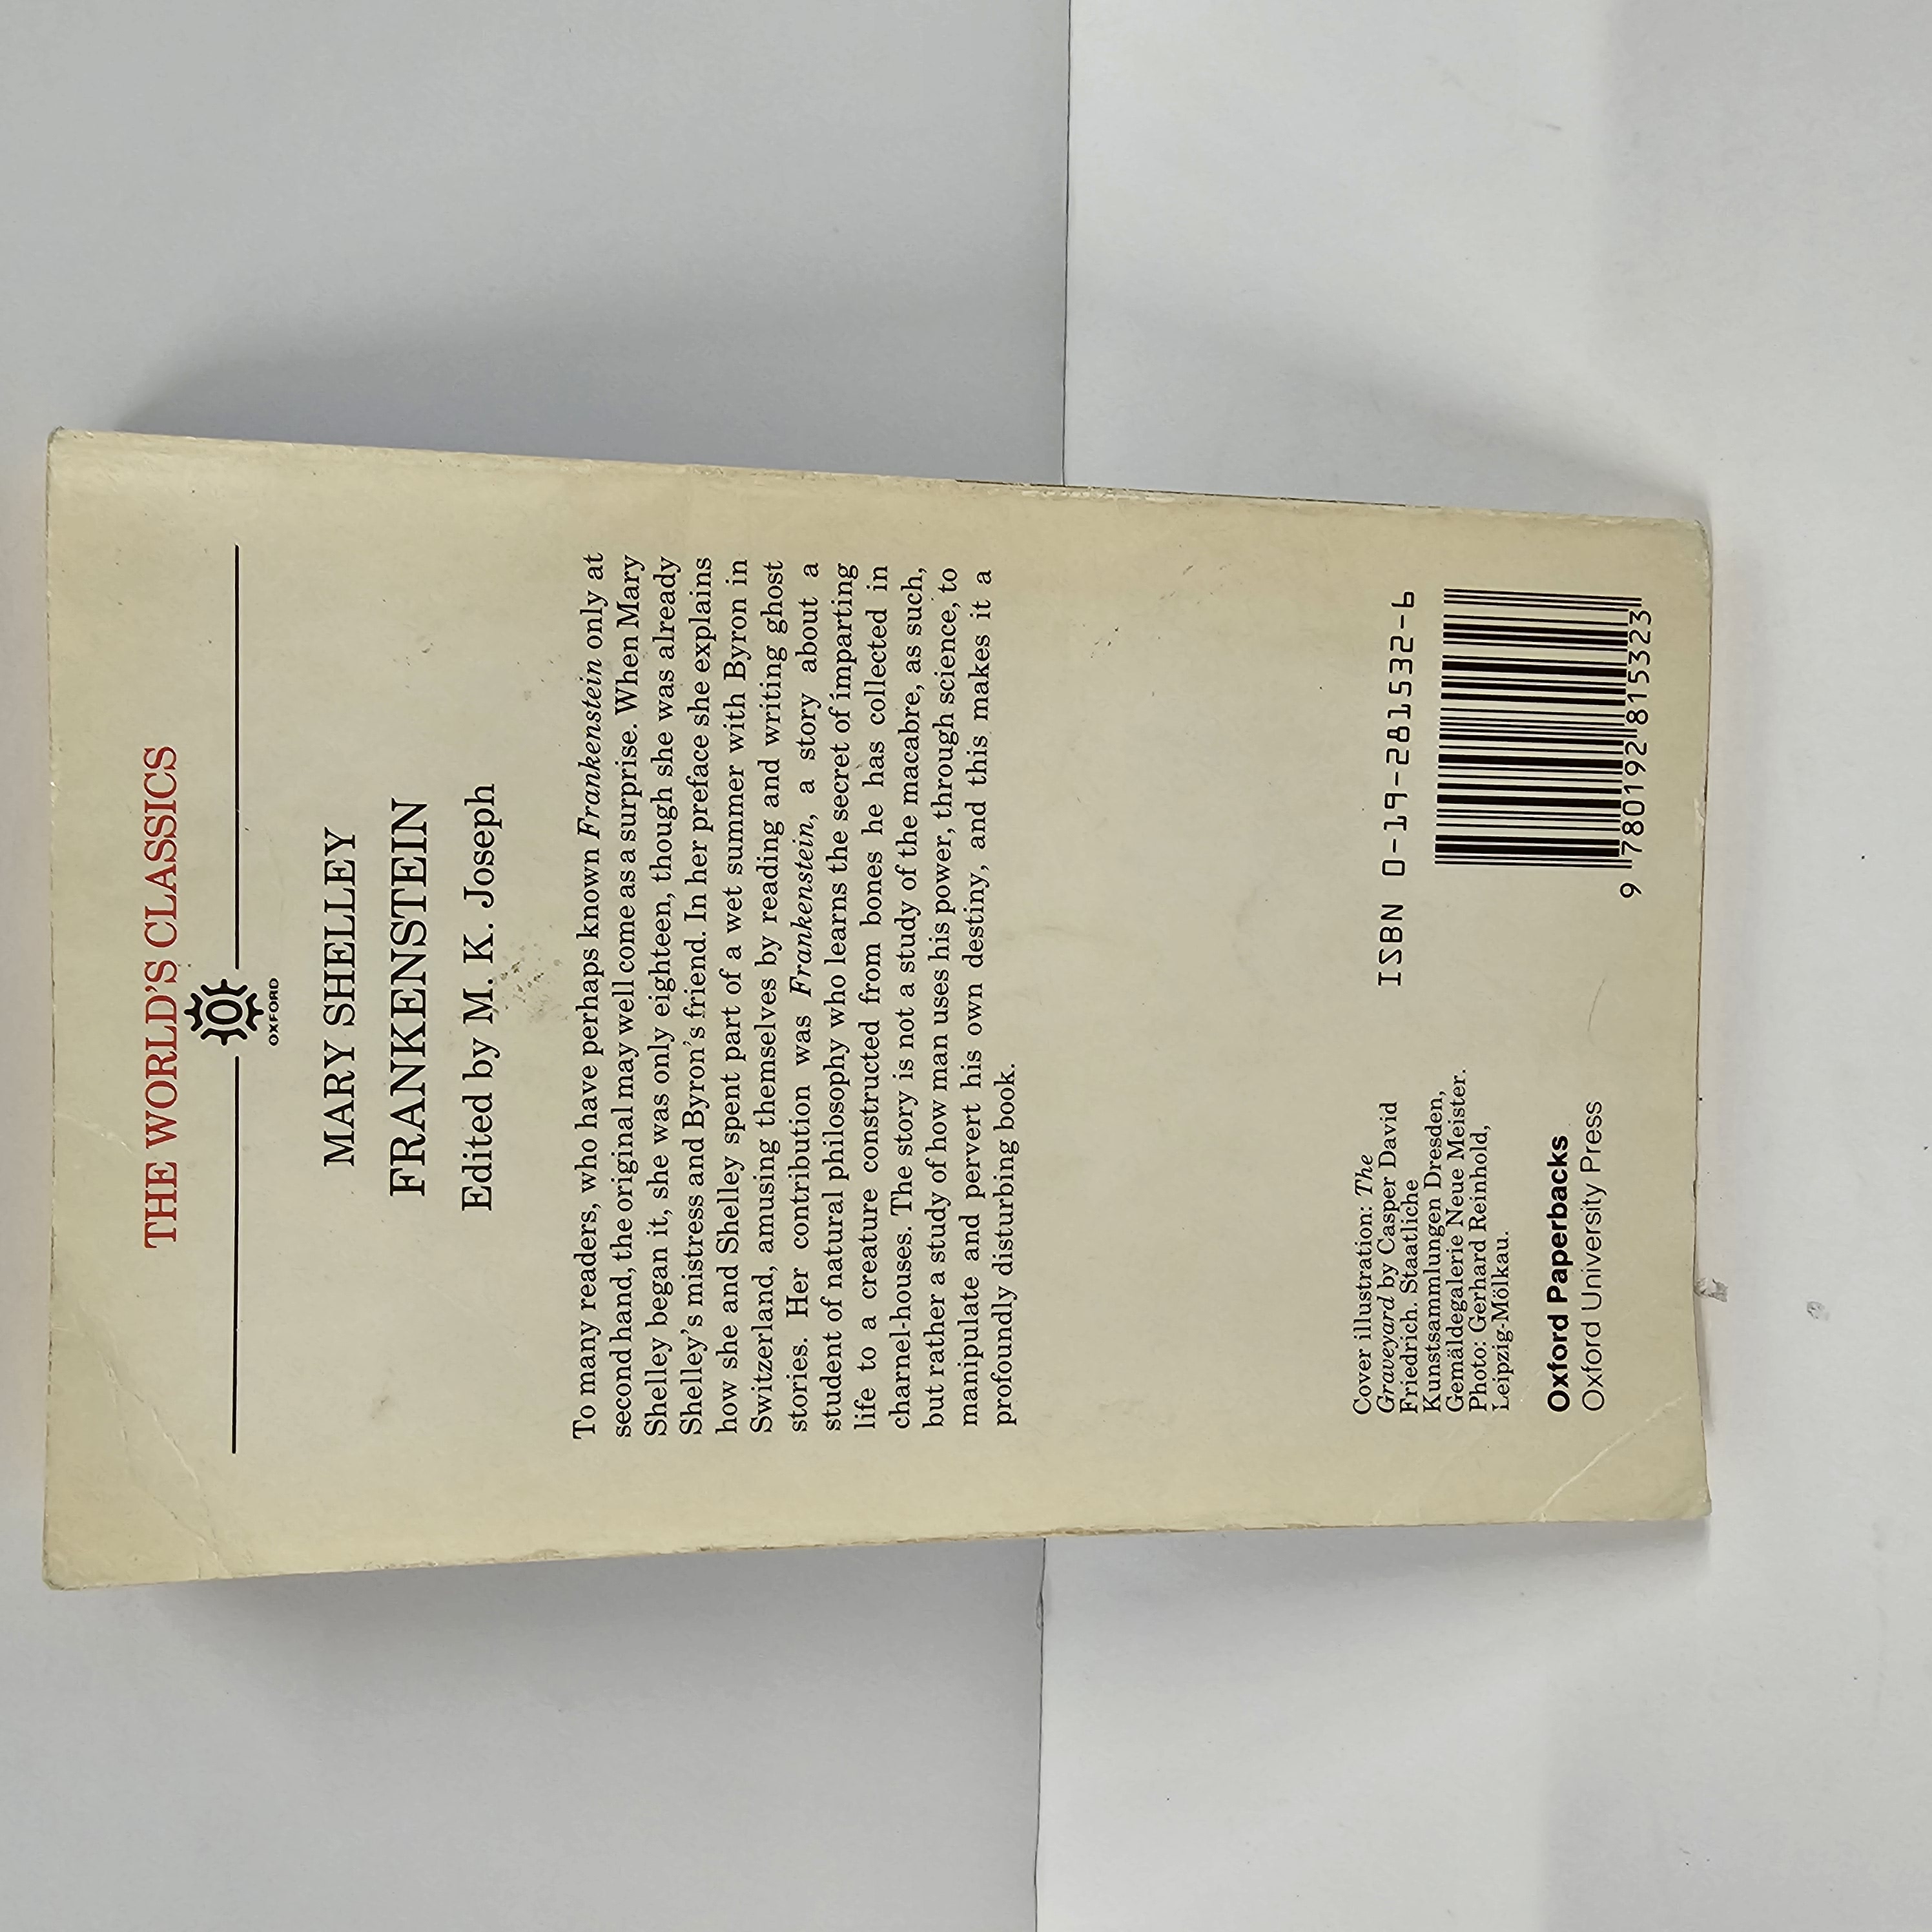 THE WORLD'S CLASSICS
O
OXFORD
MARY SHELLEY
FRANKENSTEIN
Edited by M. K. Joseph
To many readers, who have perhaps known Frankenstein only at
second hand, the original may well come as a surprise. When Mary
Shelley began it, she was only eighteen, though she was already
Shelley's mistress and Byron's friend. In her preface she explains
how she and Shelley spent part of a wet summer with Byron in
Switzerland, amusing themselves by reading and writing ghost
stories. Her contribution was Frankenstein, a story about a
student of natural philosophy who learns the secret of imparting
life to a creature constructed from bones he has collected in
charnel-houses. The story is not a study of the macabre, as such,
but rather a study of how man uses his power, through science, to
manipulate and pervert his own destiny, and this makes it a
profoundly disturbing book.
Cover illustration: The
Graveyard by Casper David
Friedrich. Staatliche
Kunstsammlungen Dresden,
Gemäldegalerie Neue Meister.
Photo: Gerhard Reinhold,
Leipzig-Mölkau.
Oxford Paperbacks
Oxford University Press
ISBN 0-19-281532-6
9 780192 815323